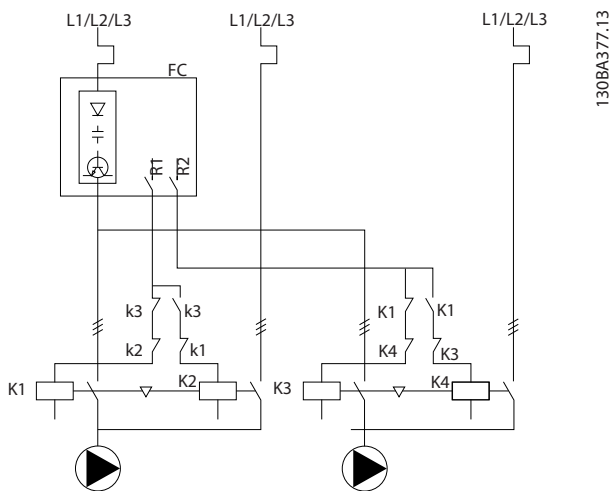 L1/L2/L3 L1/L2/L3 L1/L2/L3
130BA377.13
FC
R1 R2
k3 k3 K1 K1
k2 k1 K4 K3
K1 K2 K3 K4